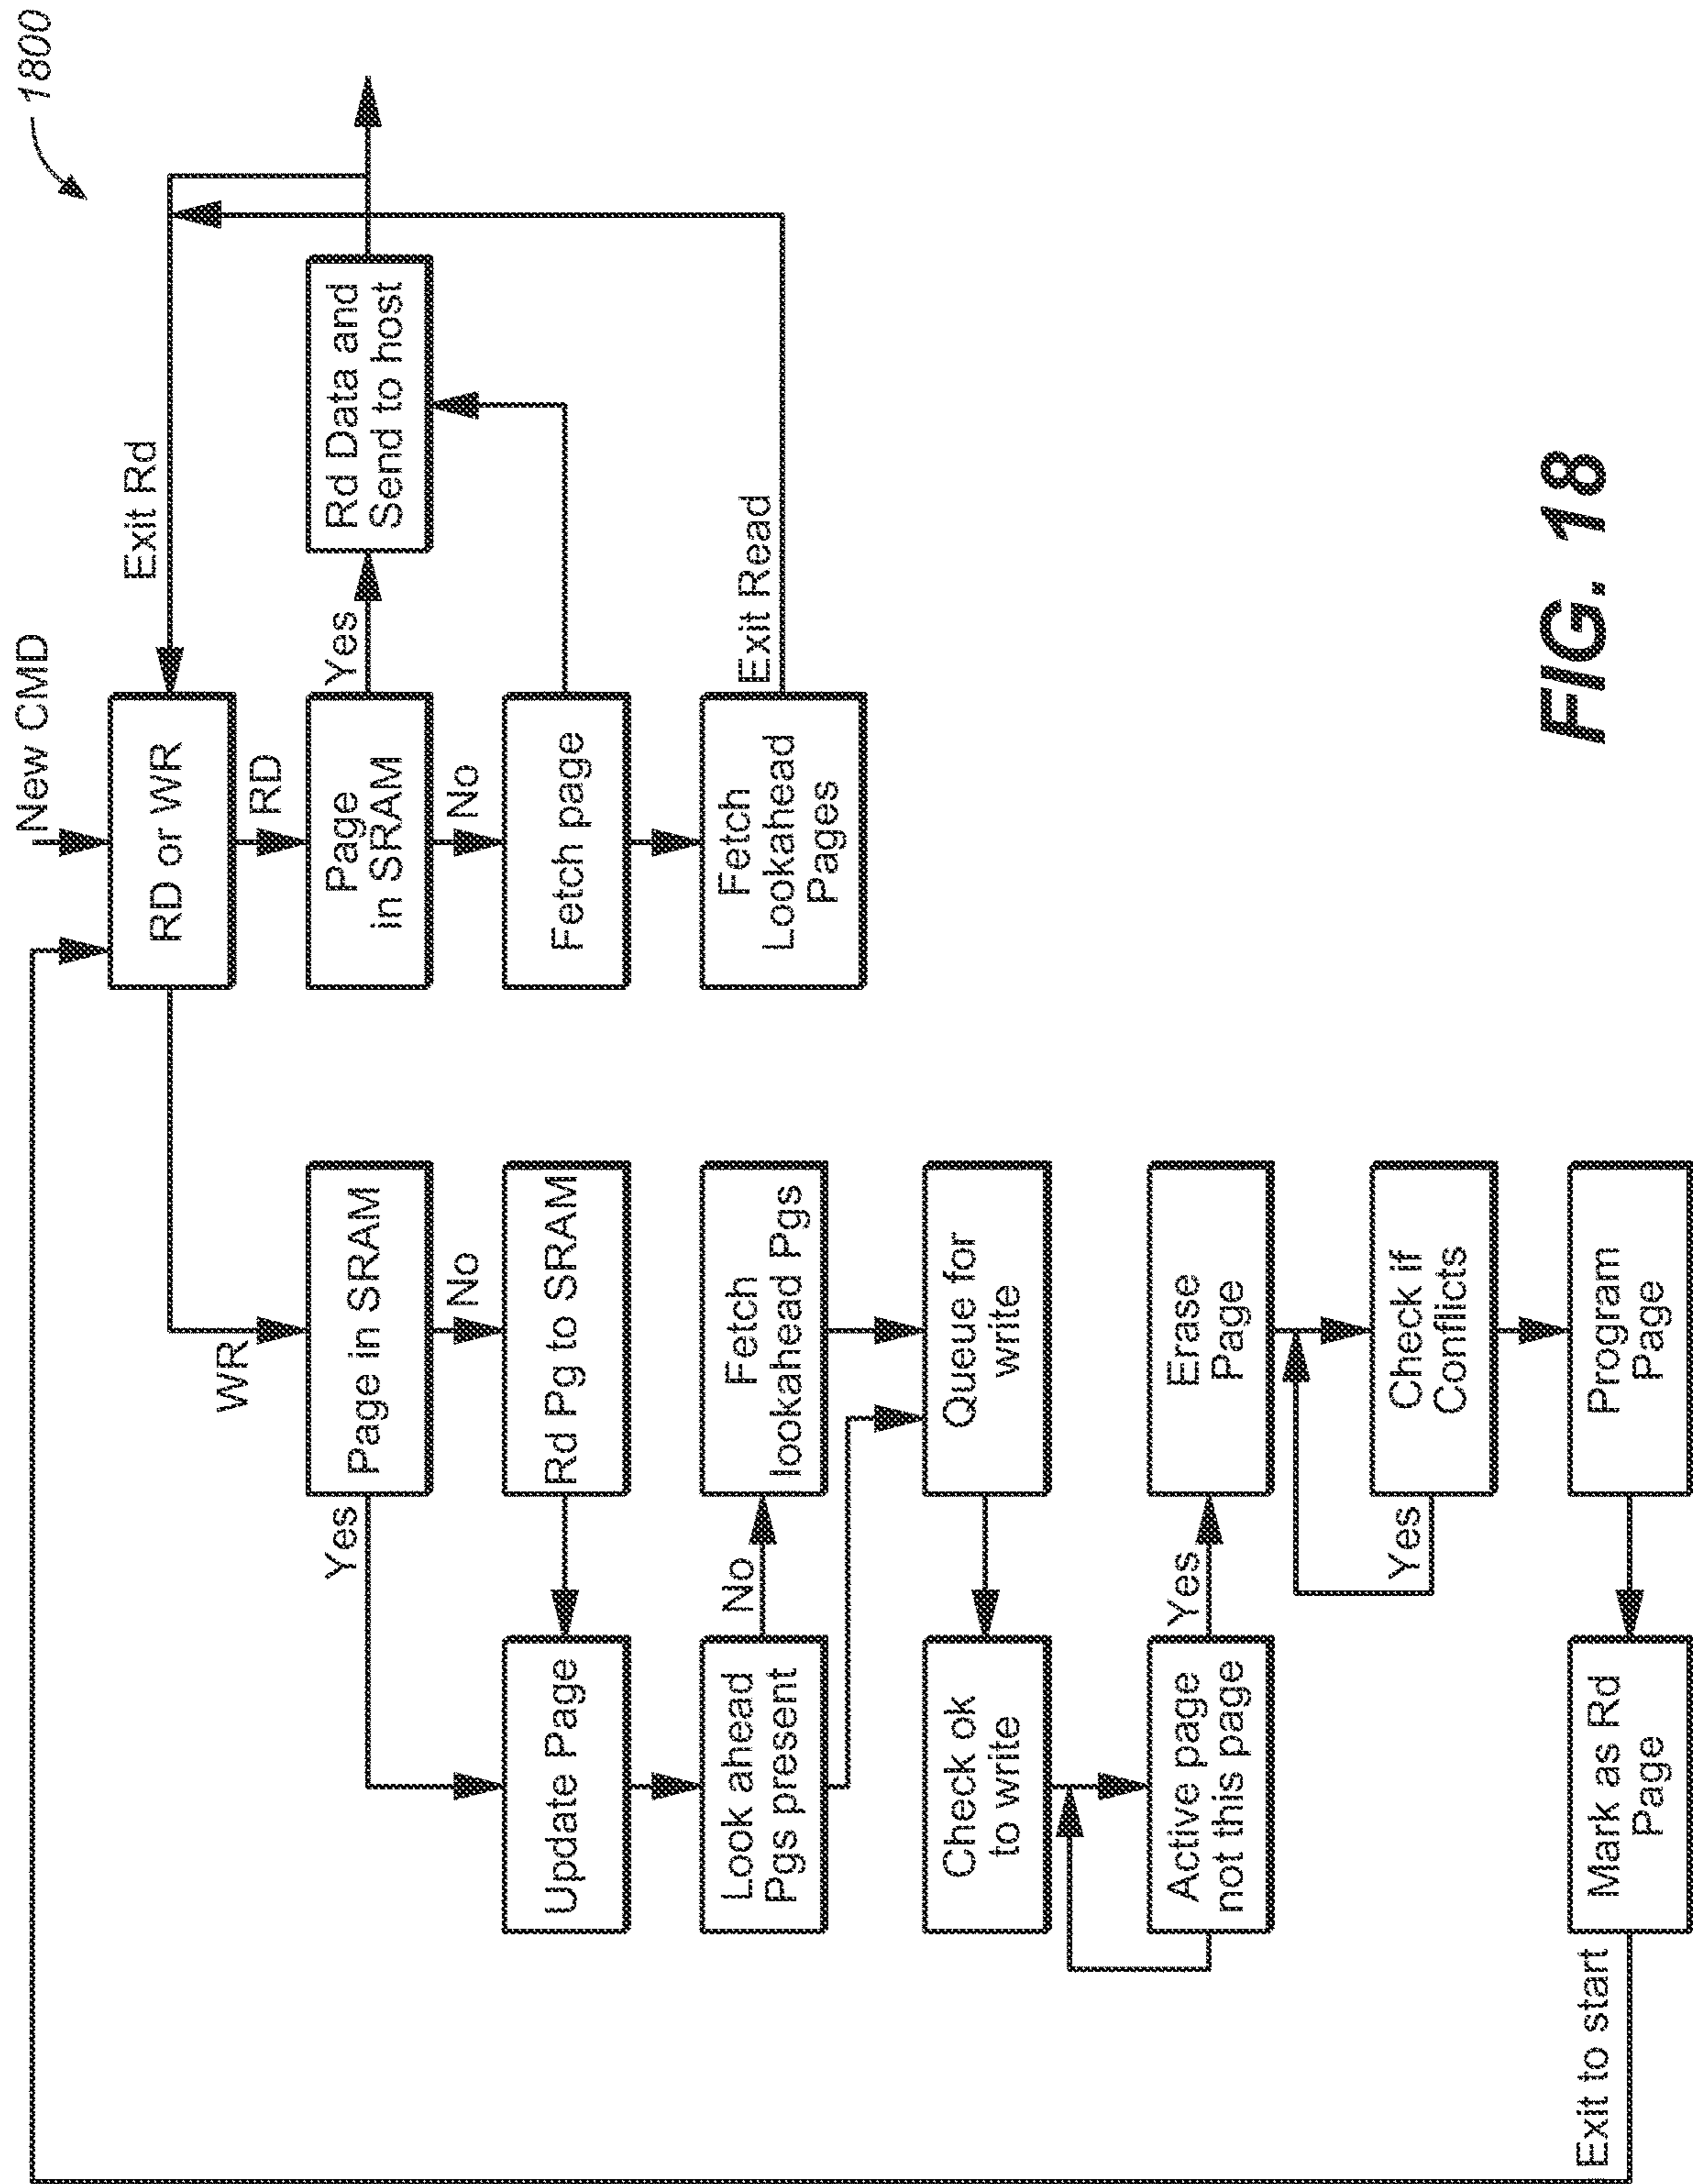 1800
New CMD
Exit Rd
RD or WR
RD
WR
Page
in SRAM
Yes
Rd Data and
Send to host
No
Fetch page
Fetch
Lookahead
Pages
Exit Read
Page in SRAM
Yes
No
Rd Pg to SRAM
Update Page
Look ahead
Pgs present
No
Fetch
lookahead Pgs
Queue for
write
Check ok
to write
Active page
not this page
Yes
Erase
Page
Check if
Conflicts
Yes
Program
Page
Mark as Rd
Page
Exit to start
FIG. 18